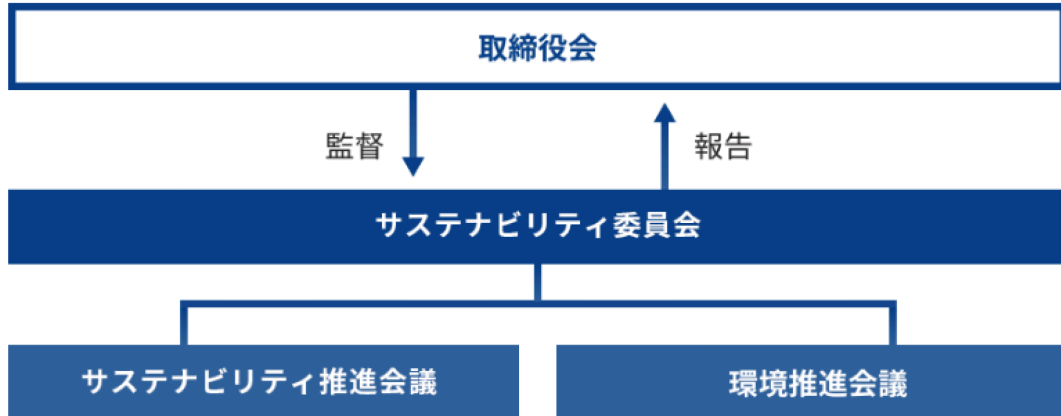 取締役会
監督
報告
サステナビリティ委員会
サステナビリティ推進会議
環境推進会議